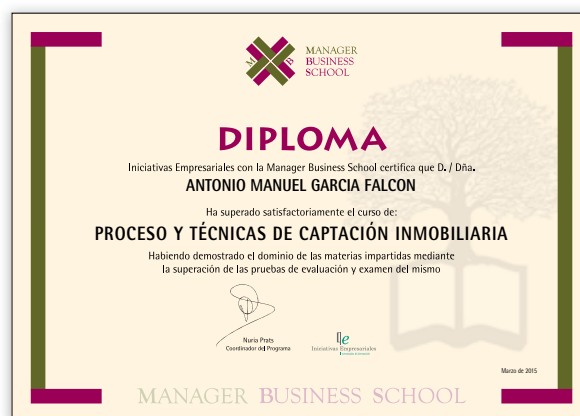 M B S
MANAGER
BUSINESS
SCHOOL
DIPLOMA
Iniciativas Empresariales con la Manager Business School certifica que D. / Dña.
ANTONIO MANUEL GARCIA FALCON
Ha superado satisfactoriamente el curso de:
PROCESO Y TÉCNICAS DE CAPTACIÓN INMOBILIARIA
Habiendo demostrado el dominio de las materias impartidas mediante
la superación de las pruebas de evaluación y examen del mismo
Nuria Prats
Coordinador del Programa
Ie
Iniciativas Empresariales
Marzo de 2015
MANAGER BUSINESS SCHOOL